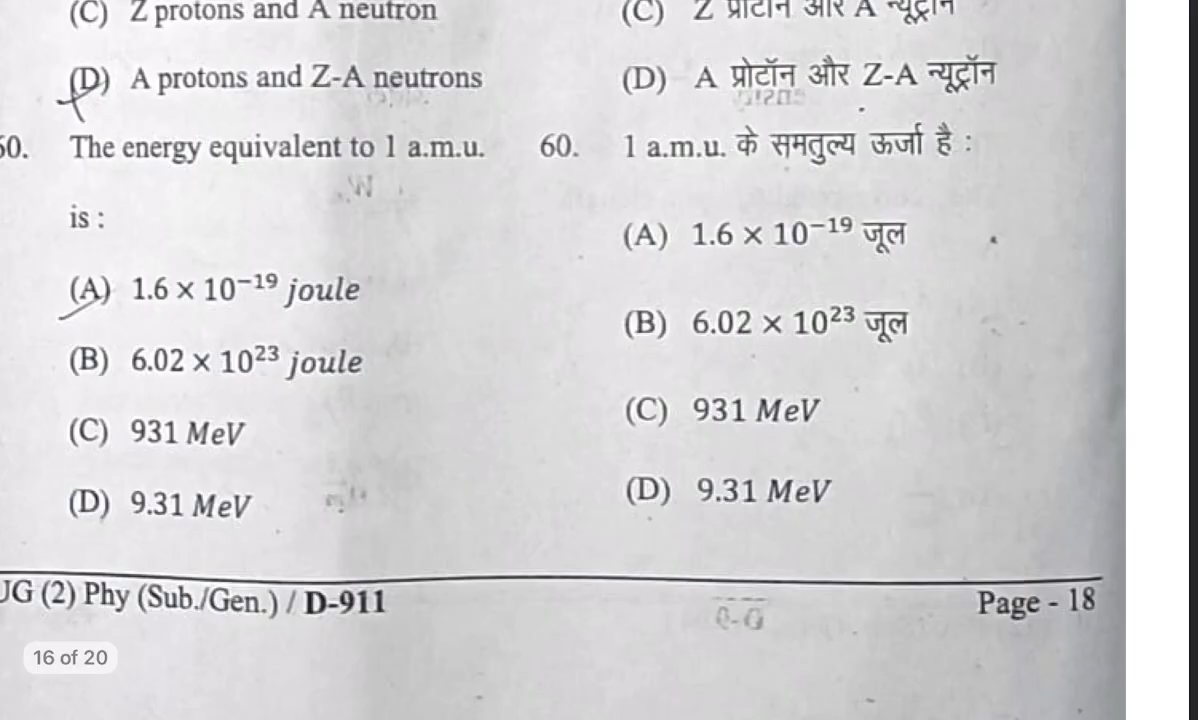 (C) Z protons and A neutron
(D) A protons and Z-A neutrons
60. The energy equivalent to 1 a.m.u.
is :
(A) 1.6 × 10⁻¹⁹ joule
(B) 6.02 × 10²³ joule
(C) 931 MeV
(D) 9.31 MeV
(C) Z प्रोटॉन और A न्यूट्रॉन
(D) A प्रोटॉन और Z-A न्यूट्रॉन
60. 1 a.m.u. के समतुल्य ऊर्जा है :
(A) 1.6 × 10⁻¹⁹ जूल
(B) 6.02 × 10²³ जूल
(C) 931 MeV
(D) 9.31 MeV
UG (2) Phy (Sub./Gen.) / D-911
Page - 18
16 of 20